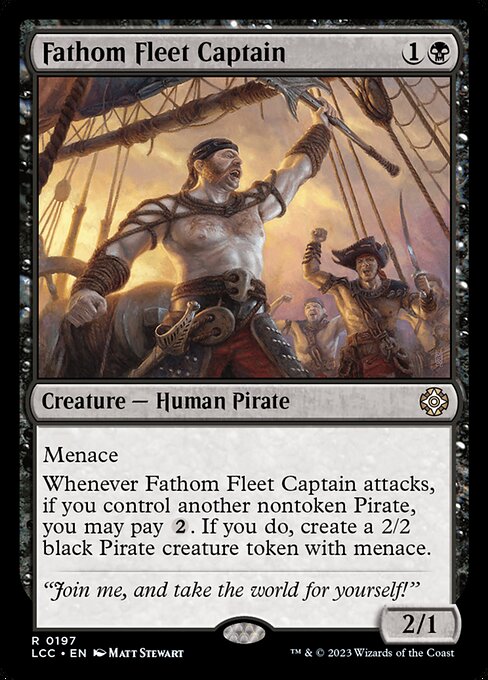 Fathom Fleet Captain 1
Creature — Human Pirate
Menace
Whenever Fathom Fleet Captain attacks,
if you control another nontoken Pirate,
you may pay 2. If you do, create a 2/2
black Pirate creature token with menace.
“Join me, and take the world for yourself!”
2/1
R 0197
LCC • EN Matt Stewart
™ & © 2023 Wizards of the Coast